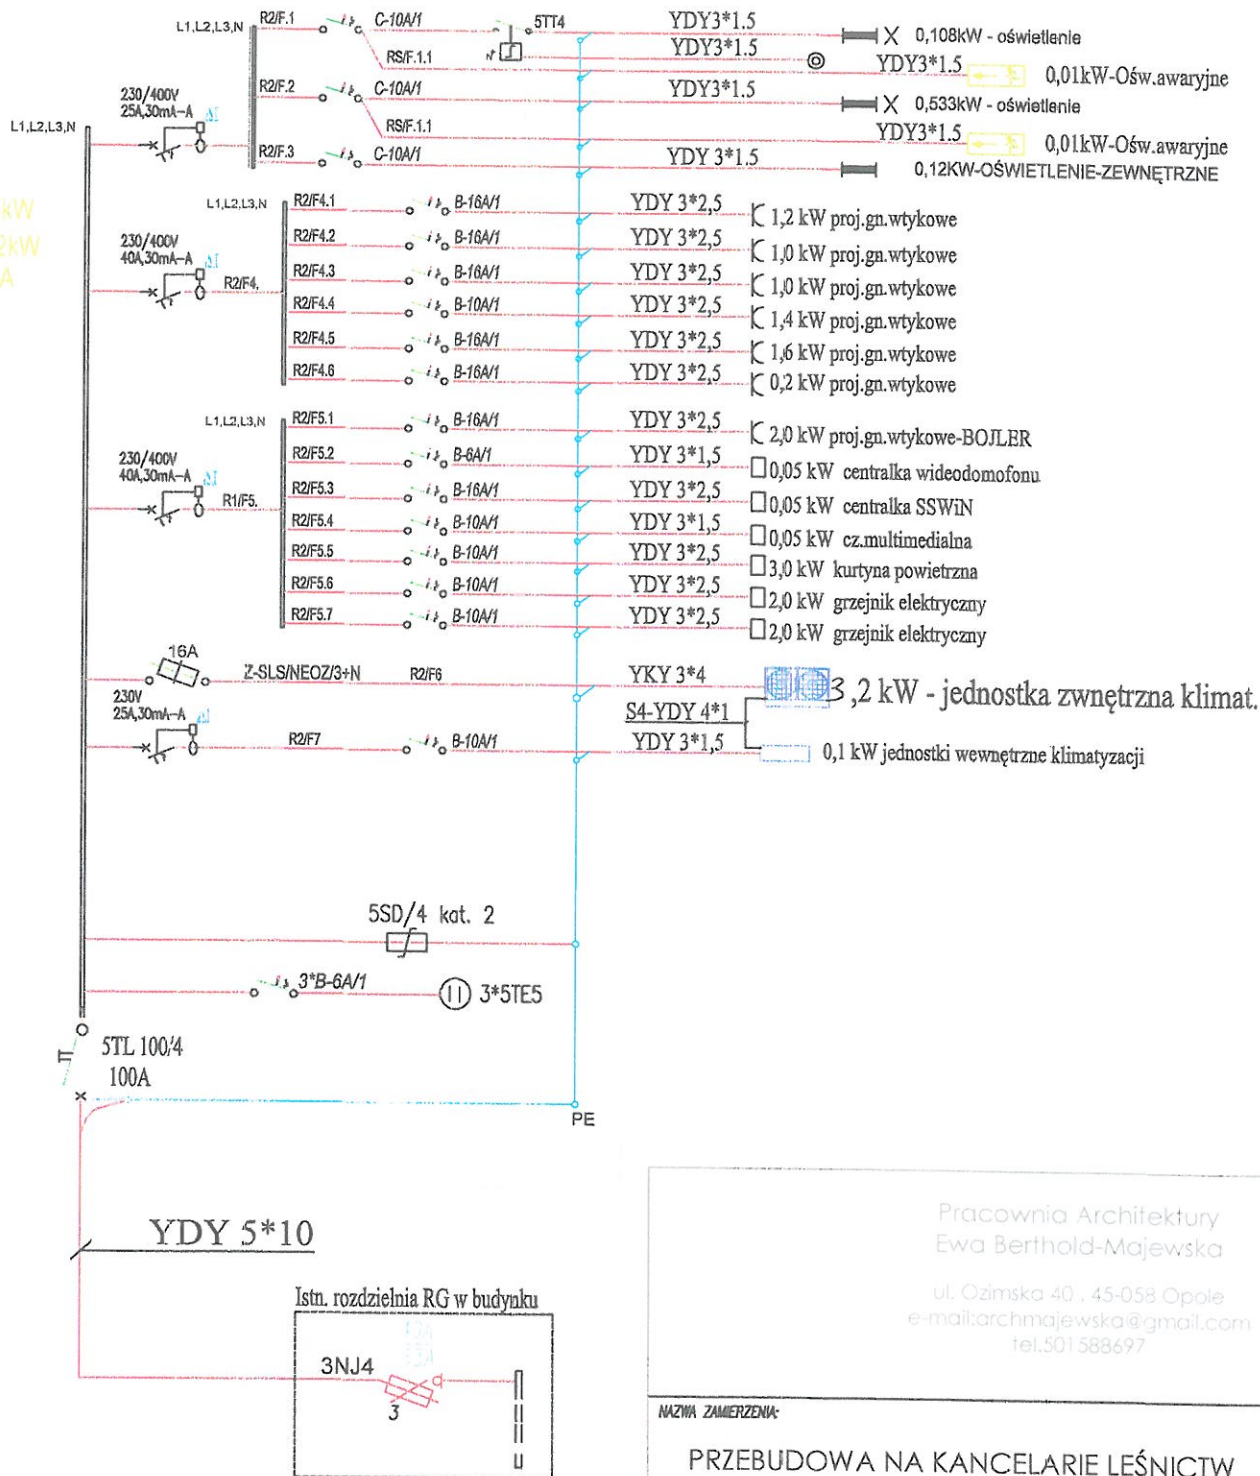 L1,L2,L3,N R2/F.1 C-10A/1 5TT4 YDY3*1.5 0,108kW - oświetlenie
RS/F.1.1 YDY3*1.5 YDY3*1.5 0,01kW-Ośw.awaryjne
R2/F.2 C-10A/1 YDY3*1.5 0,533kW - oświetlenie
230/400V
25A,30mA-A ΔI
L1,L2,L3,N
RS/F.1.1 YDY3*1.5 0,01kW-Ośw.awaryjne
R2/F.3 C-10A/1 YDY 3*1.5 0,12KW-OŚWIETLENIE-ZEWNĘTRZNE
kW
2kW
A
L1,L2,L3,N R2/F4.1 B-16A/1 YDY 3*2,5 1,2 kW proj.gn.wtykowe
230/400V
40A,30mA-A ΔI
R2/F4.
R2/F4.2 B-16A/1 YDY 3*2,5 1,0 kW proj.gn.wtykowe
R2/F4.3 B-16A/1 YDY 3*2,5 1,0 kW proj.gn.wtykowe
R2/F4.4 B-10A/1 YDY 3*2,5 1,4 kW proj.gn.wtykowe
R2/F4.5 B-16A/1 YDY 3*2,5 1,6 kW proj.gn.wtykowe
R2/F4.6 B-16A/1 YDY 3*2,5 0,2 kW proj.gn.wtykowe
L1,L2,L3,N R2/F5.1 B-16A/1 YDY 3*2,5 2,0 kW proj.gn.wtykowe-BOJLER
230/400V
40A,30mA-A ΔI
R1/F5.
R2/F5.2 B-6A/1 YDY 3*1,5 0,05 kW centralka wideodomofonu
R2/F5.3 B-16A/1 YDY 3*2,5 0,05 kW centralka SSWiN
R2/F5.4 B-10A/1 YDY 3*1,5 0,05 kW cz.multimedialna
R2/F5.5 B-10A/1 YDY 3*2,5 3,0 kW kurtyna powietrzna
R2/F5.6 B-10A/1 YDY 3*2,5 2,0 kW grzejnik elektryczny
R2/F5.7 B-10A/1 YDY 3*2,5 2,0 kW grzejnik elektryczny
16A Z-SLS/NEOZ/3+N R2/F6 YKY 3*4 3,2 kW - jednostka zwnętrzna klimat.
230V
25A,30mA-A ΔI
S4-YDY 4*1
R2/F7 B-10A/1 YDY 3*1,5 0,1 kW jednostki wewnętrzne klimatyzacji
5SD/4 kat. 2
3*B-6A/1 3*5TE5
5TL 100/4
100A
PE
YDY 5*10
Istn. rozdzielnia RG w budynku
3NJ4
3
Pracownia Architektury
Ewa Berthold-Majewska
ul. Ozimska 40 , 45-058 Opole
e-mail:archmajewska@gmail.com
tel.501588697
NAZWA ZAMIERZENIA:
PRZEBUDOWA NA KANCELARIE LEŚNICTW